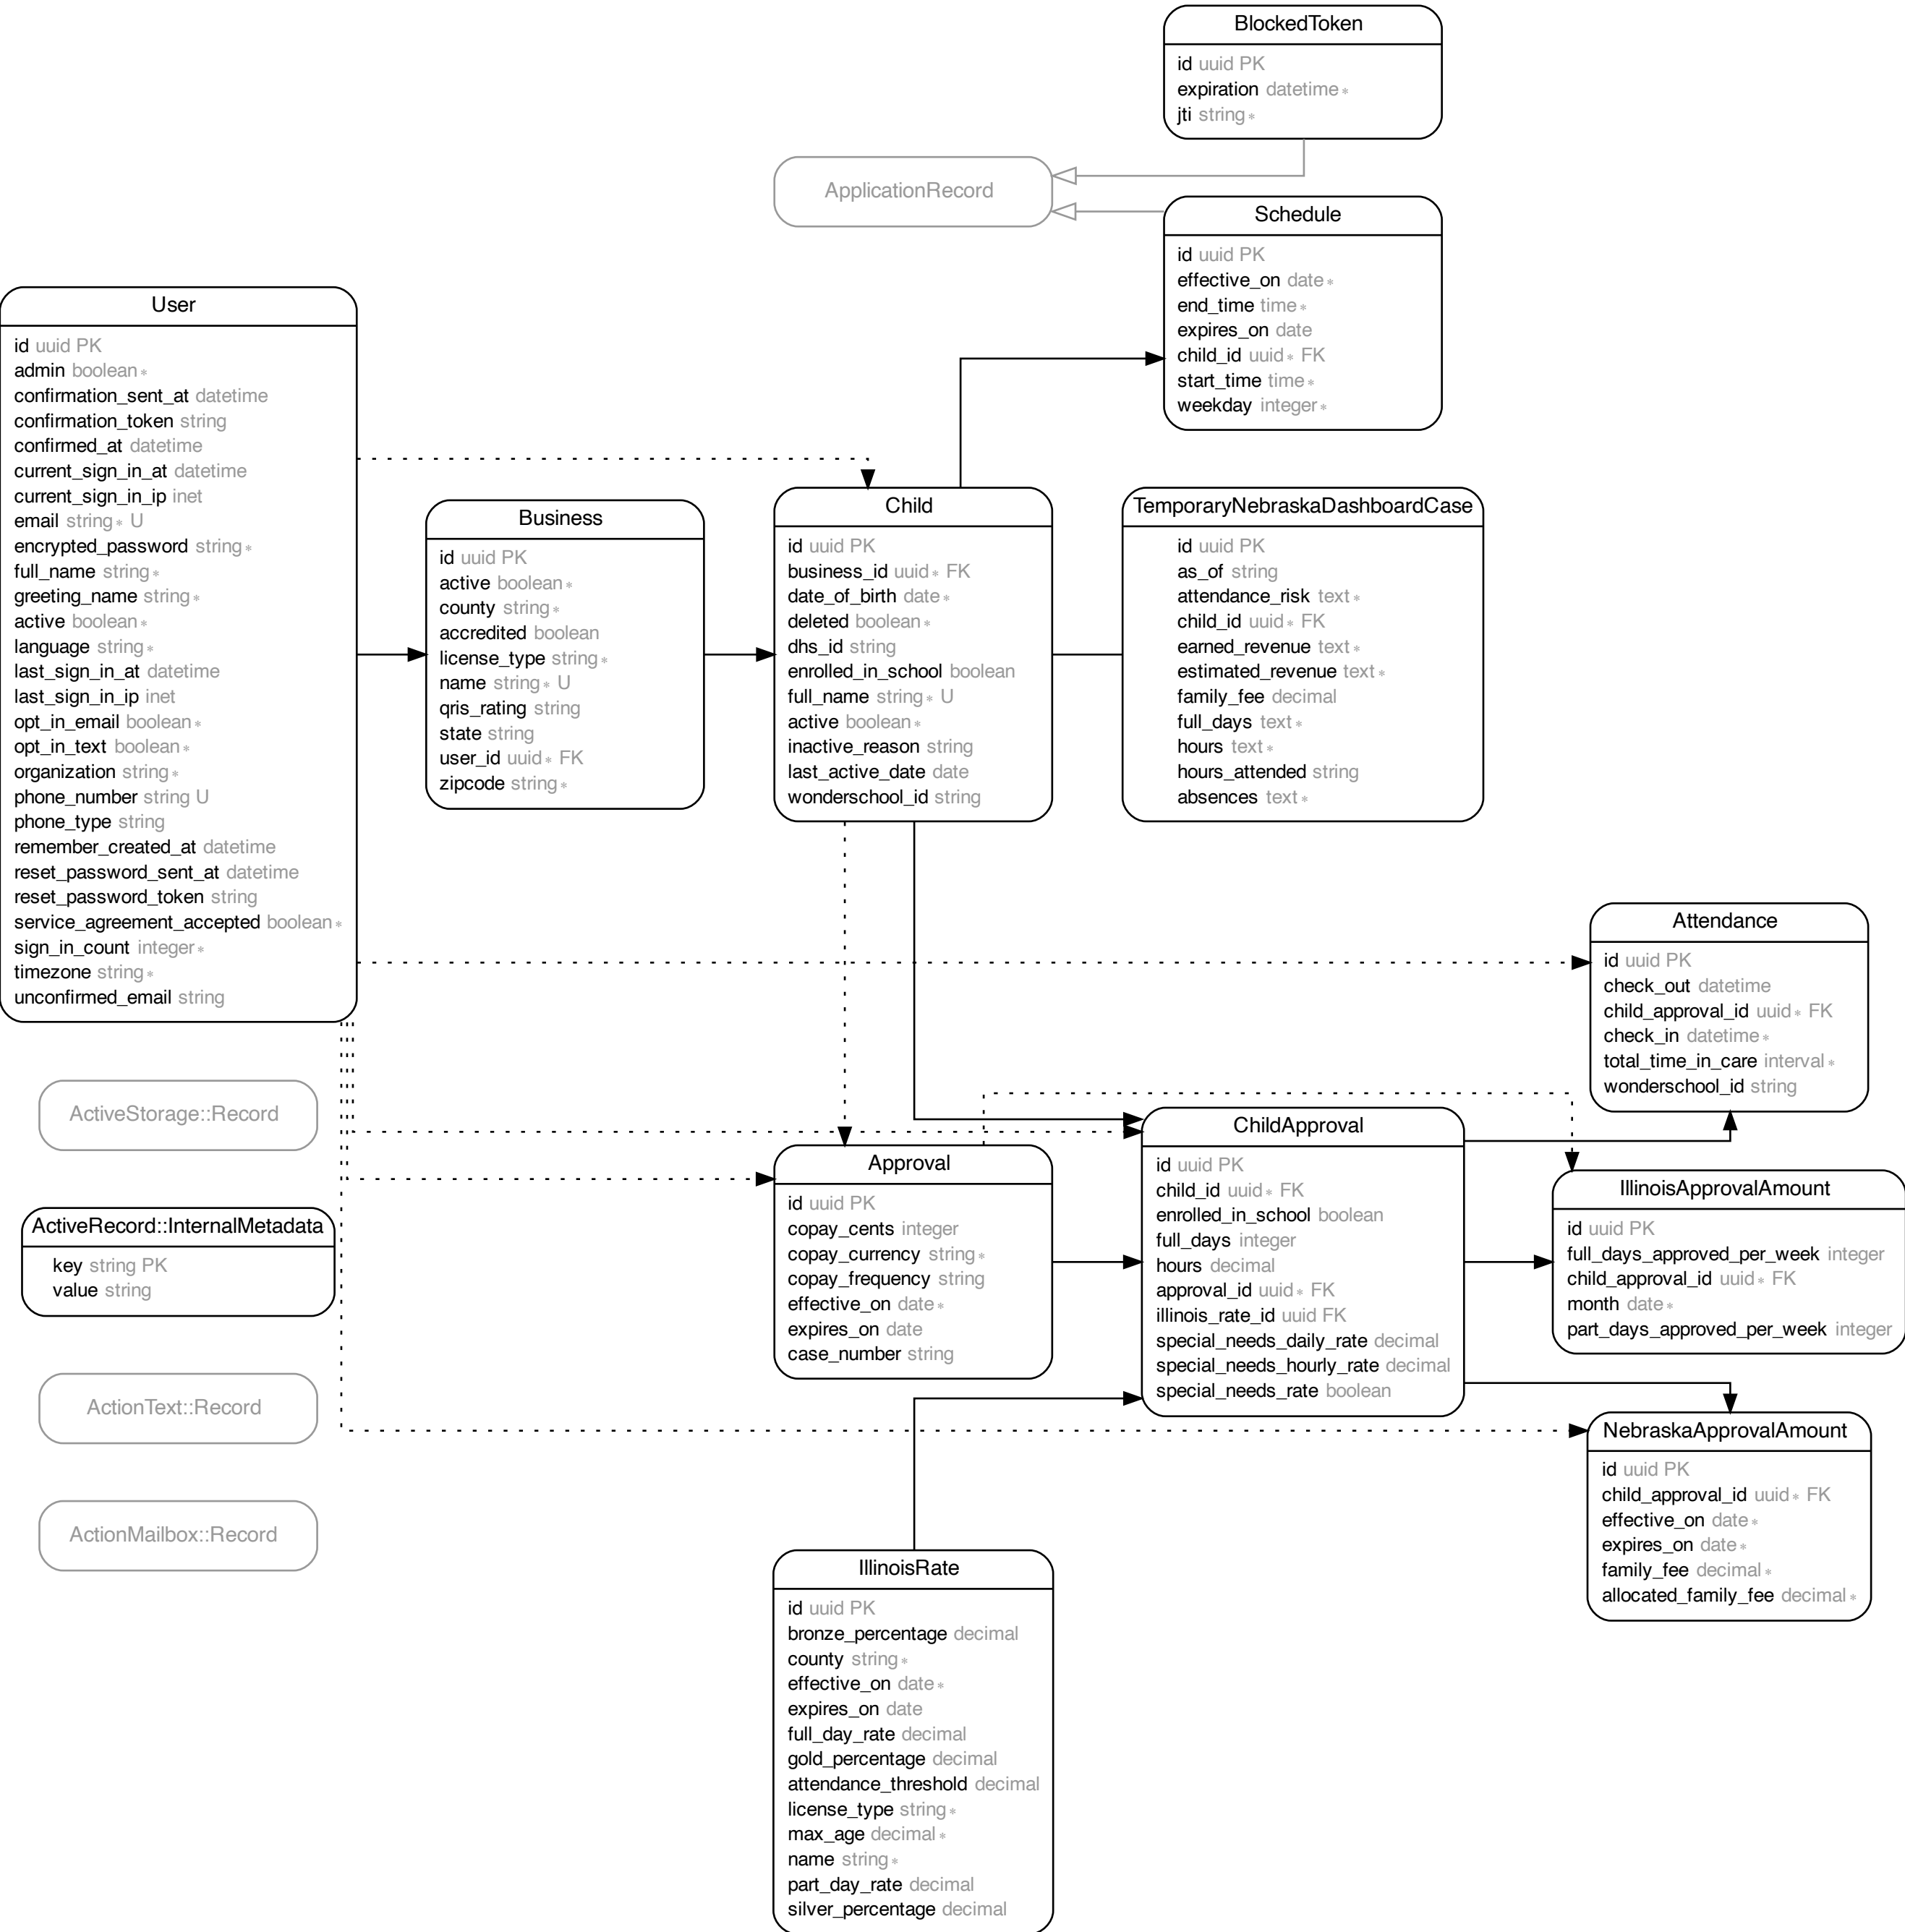 BlockedToken
id uuid PK
expiration datetime *
jti string *
ApplicationRecord
Schedule
id uuid PK
effective_on date *
end_time time *
expires_on date
child_id uuid * FK
start_time time *
weekday integer *
User
id uuid PK
admin boolean *
confirmation_sent_at datetime
confirmation_token string
confirmed_at datetime
current_sign_in_at datetime
current_sign_in_ip inet
email string * U
encrypted_password string *
full_name string *
greeting_name string *
active boolean *
language string *
last_sign_in_at datetime
last_sign_in_ip inet
opt_in_email boolean *
opt_in_text boolean *
organization string *
phone_number string U
phone_type string
remember_created_at datetime
reset_password_sent_at datetime
reset_password_token string
service_agreement_accepted boolean *
sign_in_count integer *
timezone string *
unconfirmed_email string
Business
id uuid PK
active boolean *
county string *
accredited boolean
license_type string *
name string * U
qris_rating string
state string
user_id uuid * FK
zipcode string *
Child
id uuid PK
business_id uuid * FK
date_of_birth date *
deleted boolean *
dhs_id string
enrolled_in_school boolean
full_name string * U
active boolean *
inactive_reason string
last_active_date date
wonderschool_id string
TemporaryNebraskaDashboardCase
id uuid PK
as_of string
attendance_risk text *
child_id uuid * FK
earned_revenue text *
estimated_revenue text *
family_fee decimal
full_days text *
hours text *
hours_attended string
absences text *
Attendance
id uuid PK
check_out datetime
child_approval_id uuid * FK
check_in datetime *
total_time_in_care interval *
wonderschool_id string
ActiveStorage::Record
ActiveRecord::InternalMetadata
key string PK
value string
ActionText::Record
ActionMailbox::Record
Approval
id uuid PK
copay_cents integer
copay_currency string *
copay_frequency string
effective_on date *
expires_on date
case_number string
ChildApproval
id uuid PK
child_id uuid * FK
enrolled_in_school boolean
full_days integer
hours decimal
approval_id uuid * FK
illinois_rate_id uuid FK
special_needs_daily_rate decimal
special_needs_hourly_rate decimal
special_needs_rate boolean
IllinoisApprovalAmount
id uuid PK
full_days_approved_per_week integer
child_approval_id uuid * FK
month date *
part_days_approved_per_week integer
NebraskaApprovalAmount
id uuid PK
child_approval_id uuid * FK
effective_on date *
expires_on date *
family_fee decimal *
allocated_family_fee decimal *
IllinoisRate
id uuid PK
bronze_percentage decimal
county string *
effective_on date *
expires_on date
full_day_rate decimal
gold_percentage decimal
attendance_threshold decimal
license_type string *
max_age decimal *
name string *
part_day_rate decimal
silver_percentage decimal